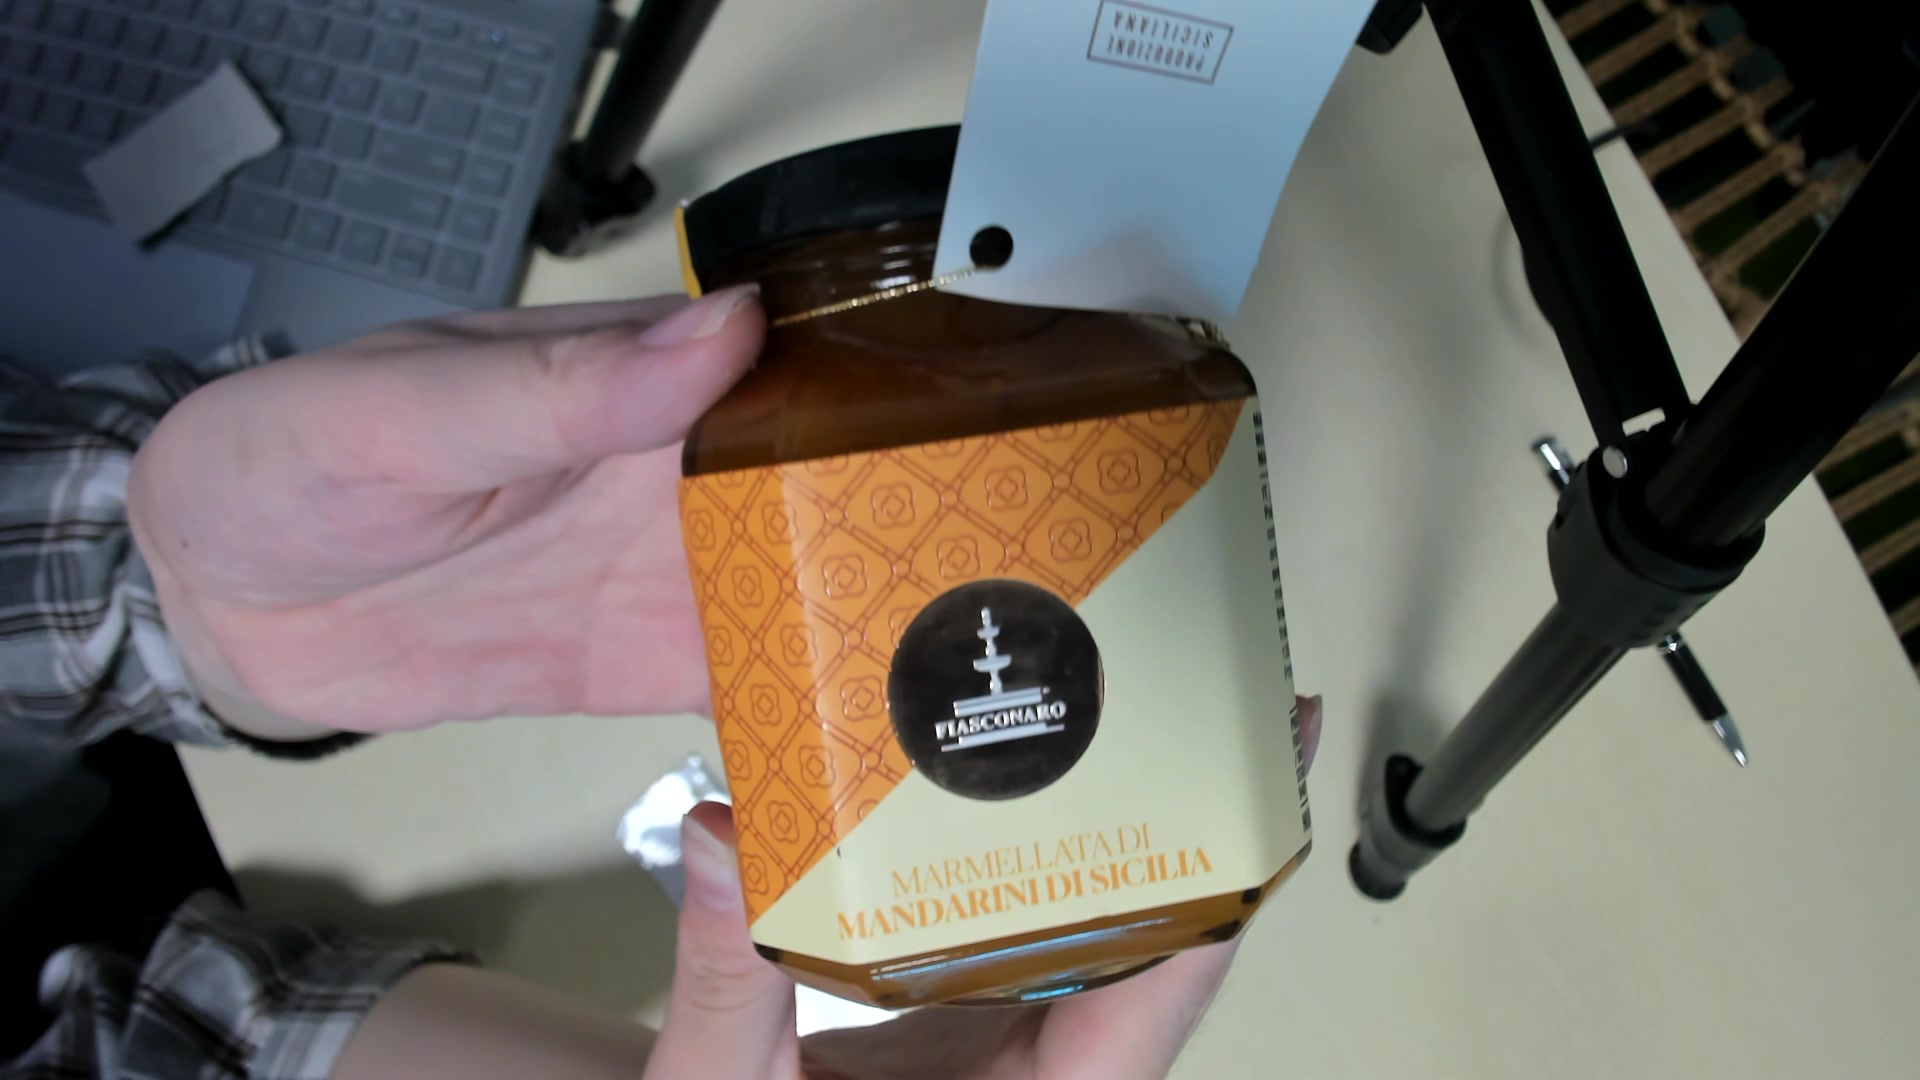 PRODUZIONE
SICILIANA
FIASCONARO
MARMELLATA DI
MANDARINI DI SICILIA